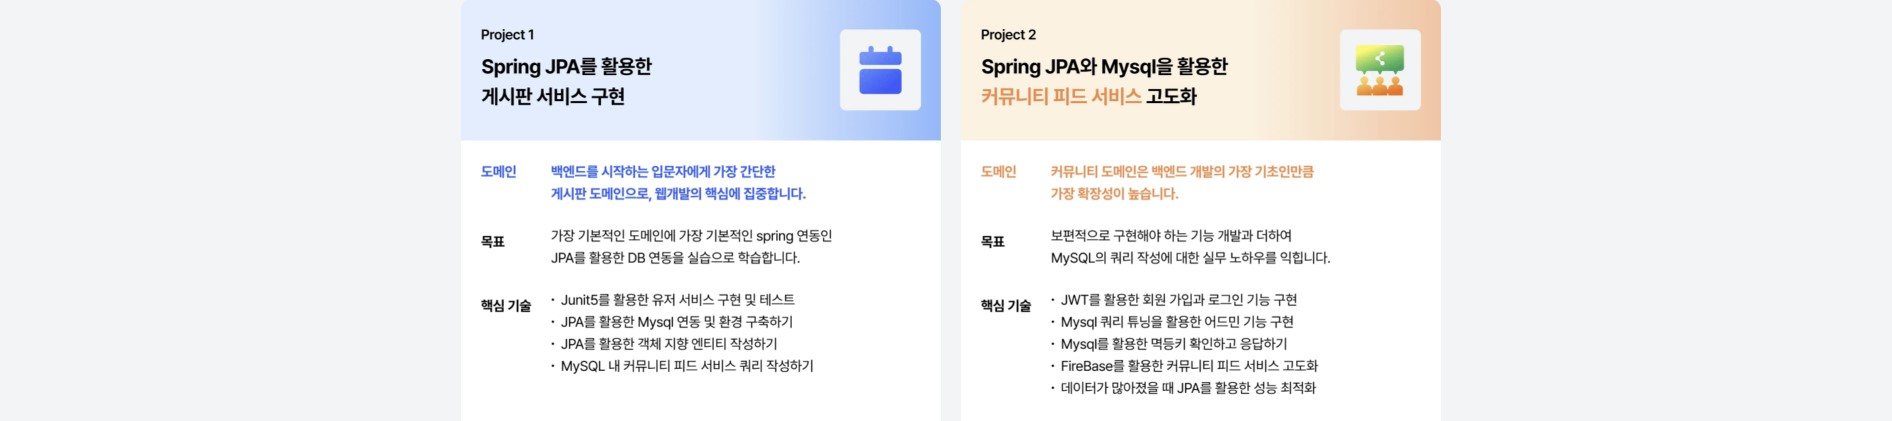 Project 1
Spring JPA를 활용한
게시판 서비스 구현
도메인
백엔드를 시작하는 입문자에게 가장 간단한
게시판 도메인으로, 웹개발의 핵심에 집중합니다.
목표
가장 기본적인 도메인에 가장 기본적인 spring 연동인
JPA를 활용한 DB 연동을 실습으로 학습합니다.
핵심 기술
· Junit5를 활용한 유저 서비스 구현 및 테스트
· JPA를 활용한 Mysql 연동 및 환경 구축하기
· JPA를 활용한 객체 지향 엔티티 작성하기
· MySQL 내 커뮤니티 피드 서비스 쿼리 작성하기
Project 2
Spring JPA와 Mysql을 활용한
커뮤니티 피드 서비스 고도화
도메인
커뮤니티 도메인은 백엔드 개발의 가장 기초인만큼
가장 확장성이 높습니다.
목표
보편적으로 구현해야 하는 기능 개발과 더하여
MySQL의 쿼리 작성에 대한 실무 노하우를 익힙니다.
핵심 기술
· JWT를 활용한 회원 가입과 로그인 기능 구현
· Mysql 쿼리 튜닝을 활용한 어드민 기능 구현
· Mysql를 활용한 멱등키 확인하고 응답하기
· FireBase를 활용한 커뮤니티 피드 서비스 고도화
· 데이터가 많아졌을 때 JPA를 활용한 성능 최적화